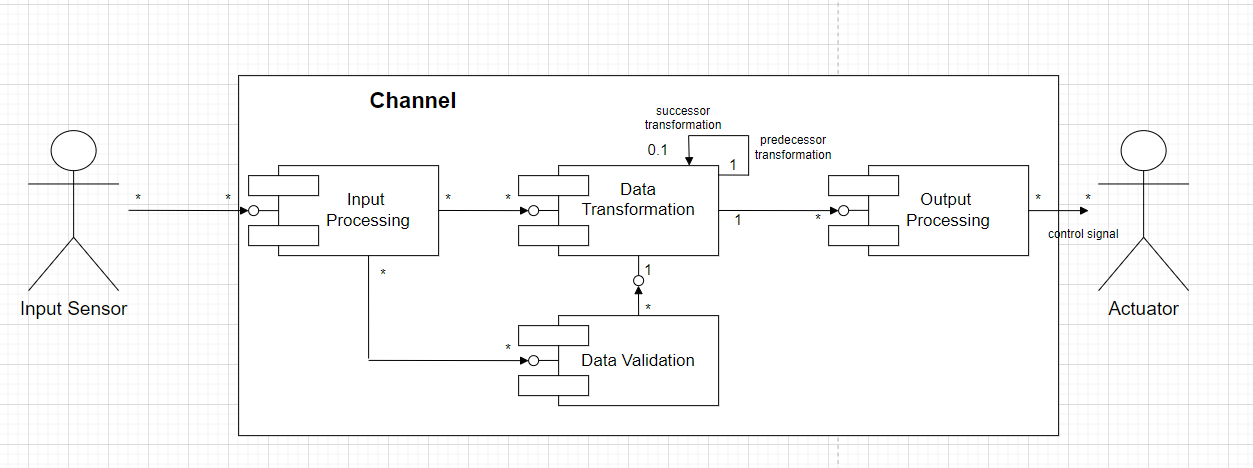 Channel
successor
transformation
0.1
predecessor
transformation
1
*
*
Input
Processing
*
*
Data
Transformation
1
*
Output
Processing
*
*
control signal
Input Sensor
Actuator
*
1
*
*
Data Validation